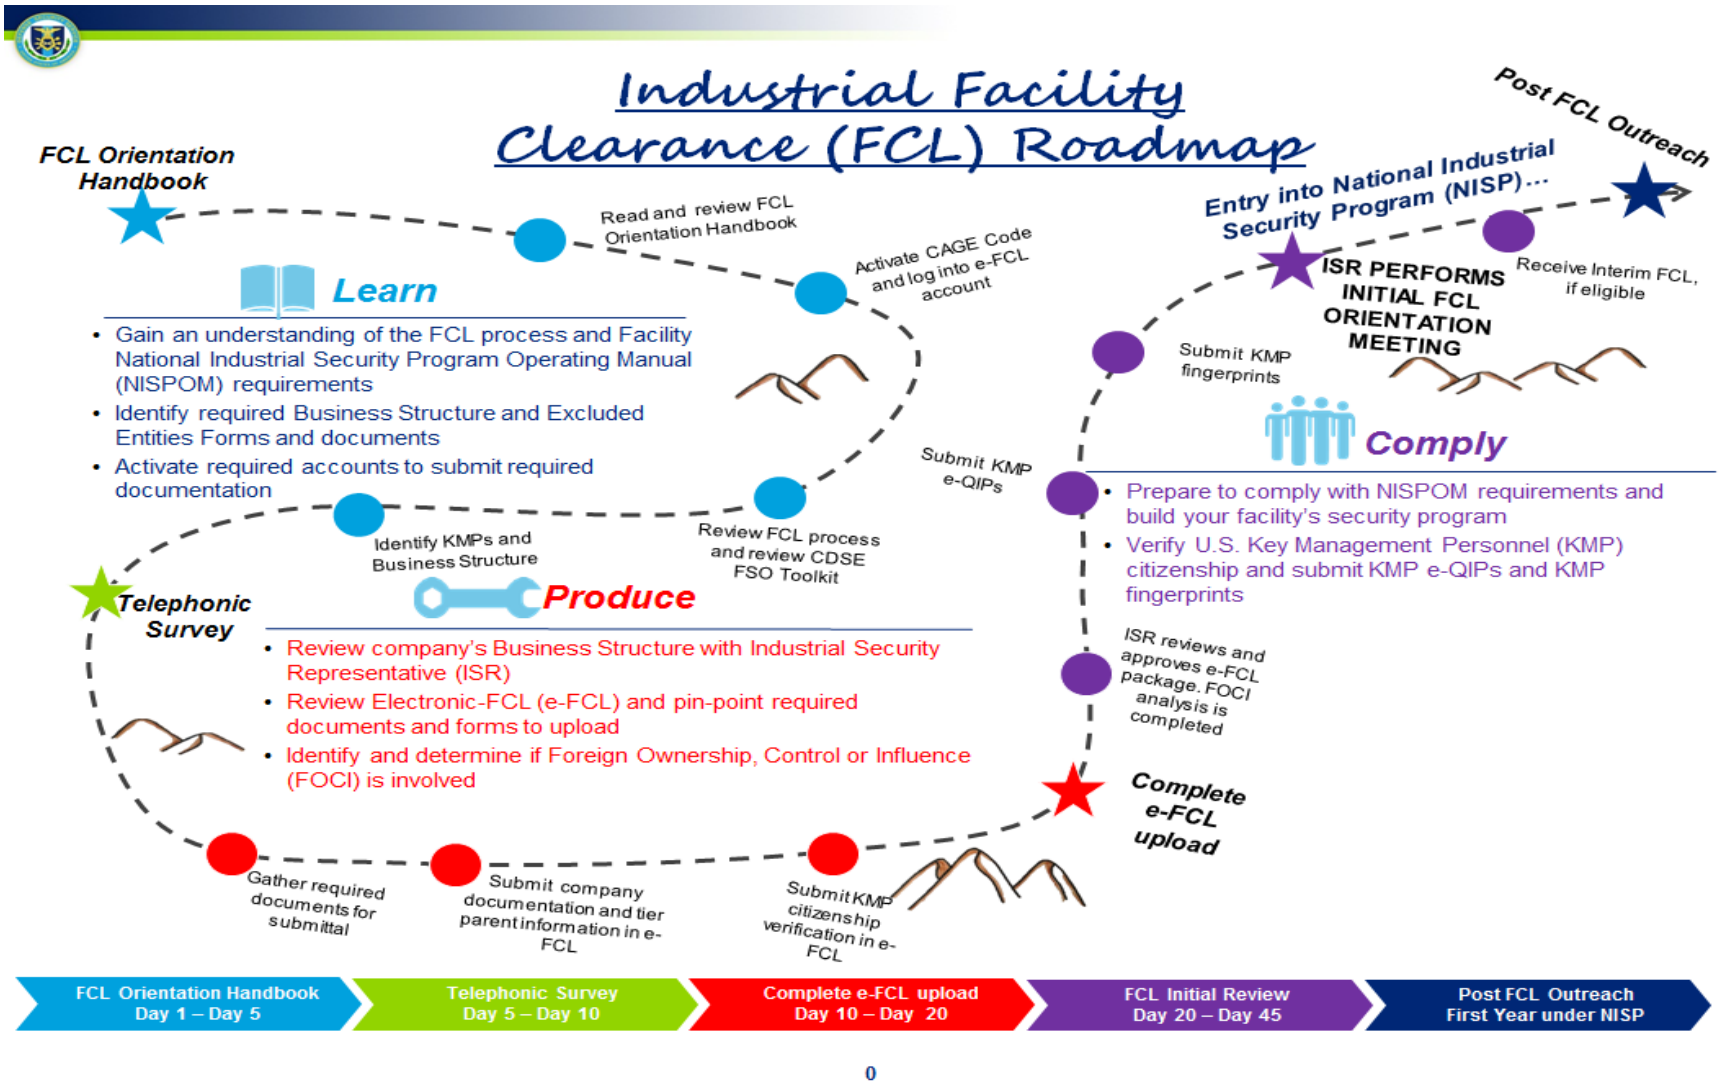 Industrial Facility
Clearance (FCL) Roadmap
FCL Orientation
Handbook
Read and review FCL
Orientation Handbook
Activate CAGE Code
and log into e-FCL
account
Learn
• Gain an understanding of the FCL process and Facility
National Industrial Security Program Operating Manual
(NISPOM) requirements
• Identify required Business Structure and Excluded
Entities Forms and documents
• Activate required accounts to submit required
documentation
Review FCL process
and review CDSE
FSO Toolkit
Identify KMPs and
Business Structure
Telephonic
Survey
Produce
• Review company's Business Structure with Industrial Security
Representative (ISR)
• Review Electronic-FCL (e-FCL) and pin-point required
documents and forms to upload
• Identify and determine if Foreign Ownership, Control or Influence
(FOCI) is involved
Gather required
documents for
submittal
Submit company
documentation and tier
parent information in e-
FCL
Submit KMP
citizenship
verification in e-
FCL
Complete
e-FCL
upload
ISR reviews and
approves e-FCL
package. FOCI
analysis is
completed
Submit KMP
e-QIPs
Submit KMP
fingerprints
Comply
• Prepare to comply with NISPOM requirements and
build your facility's security program
• Verify U.S. Key Management Personnel (KMP)
citizenship and submit KMP e-QIPs and KMP
fingerprints
Entry into National Industrial
Security Program (NISP)...
ISR PERFORMS
INITIAL FCL
ORIENTATION
MEETING
Receive Interim FCL,
if eligible
Post FCL Outreach
FCL Orientation Handbook
Day 1 – Day 5
Telephonic Survey
Day 5 – Day 10
Complete e-FCL upload
Day 10 – Day 20
FCL Initial Review
Day 20 – Day 45
Post FCL Outreach
First Year under NISP
0